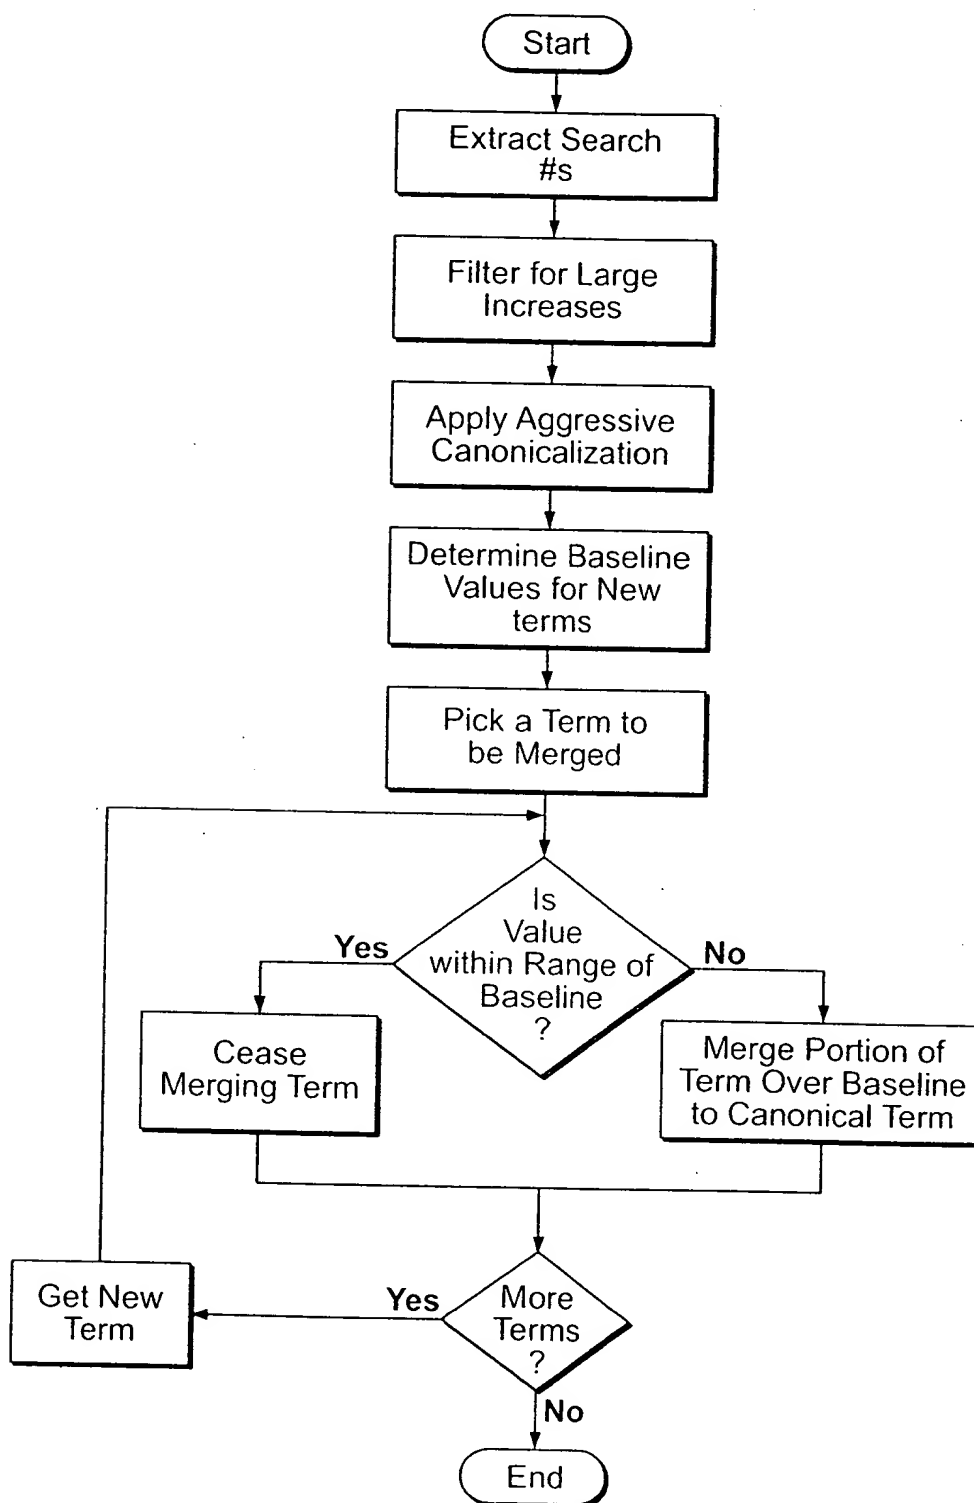 Start
Extract Search
#s
Filter for Large
Increases
Apply Aggressive
Canonicalization
Determine Baseline
Values for New
terms
Pick a Term to
be Merged
Is
Value
within Range of
Baseline
?
Yes
No
Cease
Merging Term
Merge Portion of
Term Over Baseline
to Canonical Term
Get New
Term
Yes
More
Terms
?
No
End